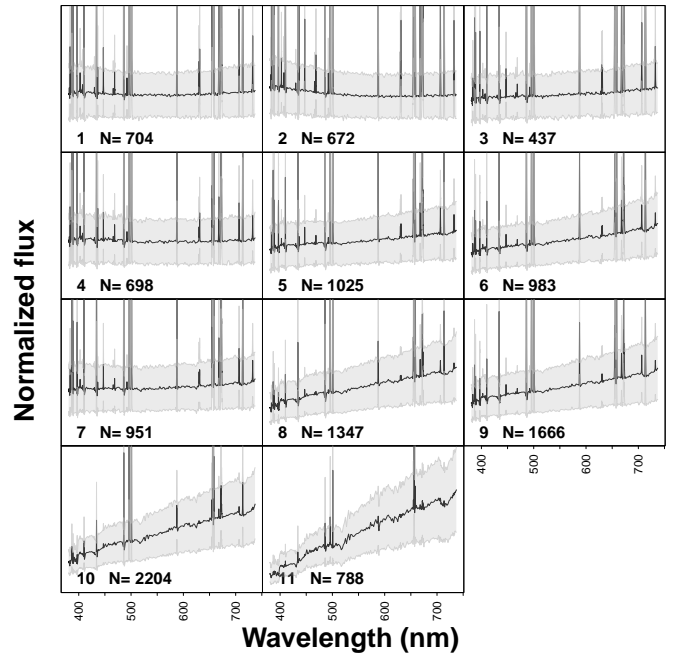 1 N= 704
2 N= 672
3 N= 437
4 N= 698
5 N= 1025
6 N= 983
7 N= 951
8 N= 1347
9 N= 1666
400 500 600 700
10 N= 2204
11 N= 788
400 500 600 700
400 500 600 700
Normalized flux
Wavelength (nm)